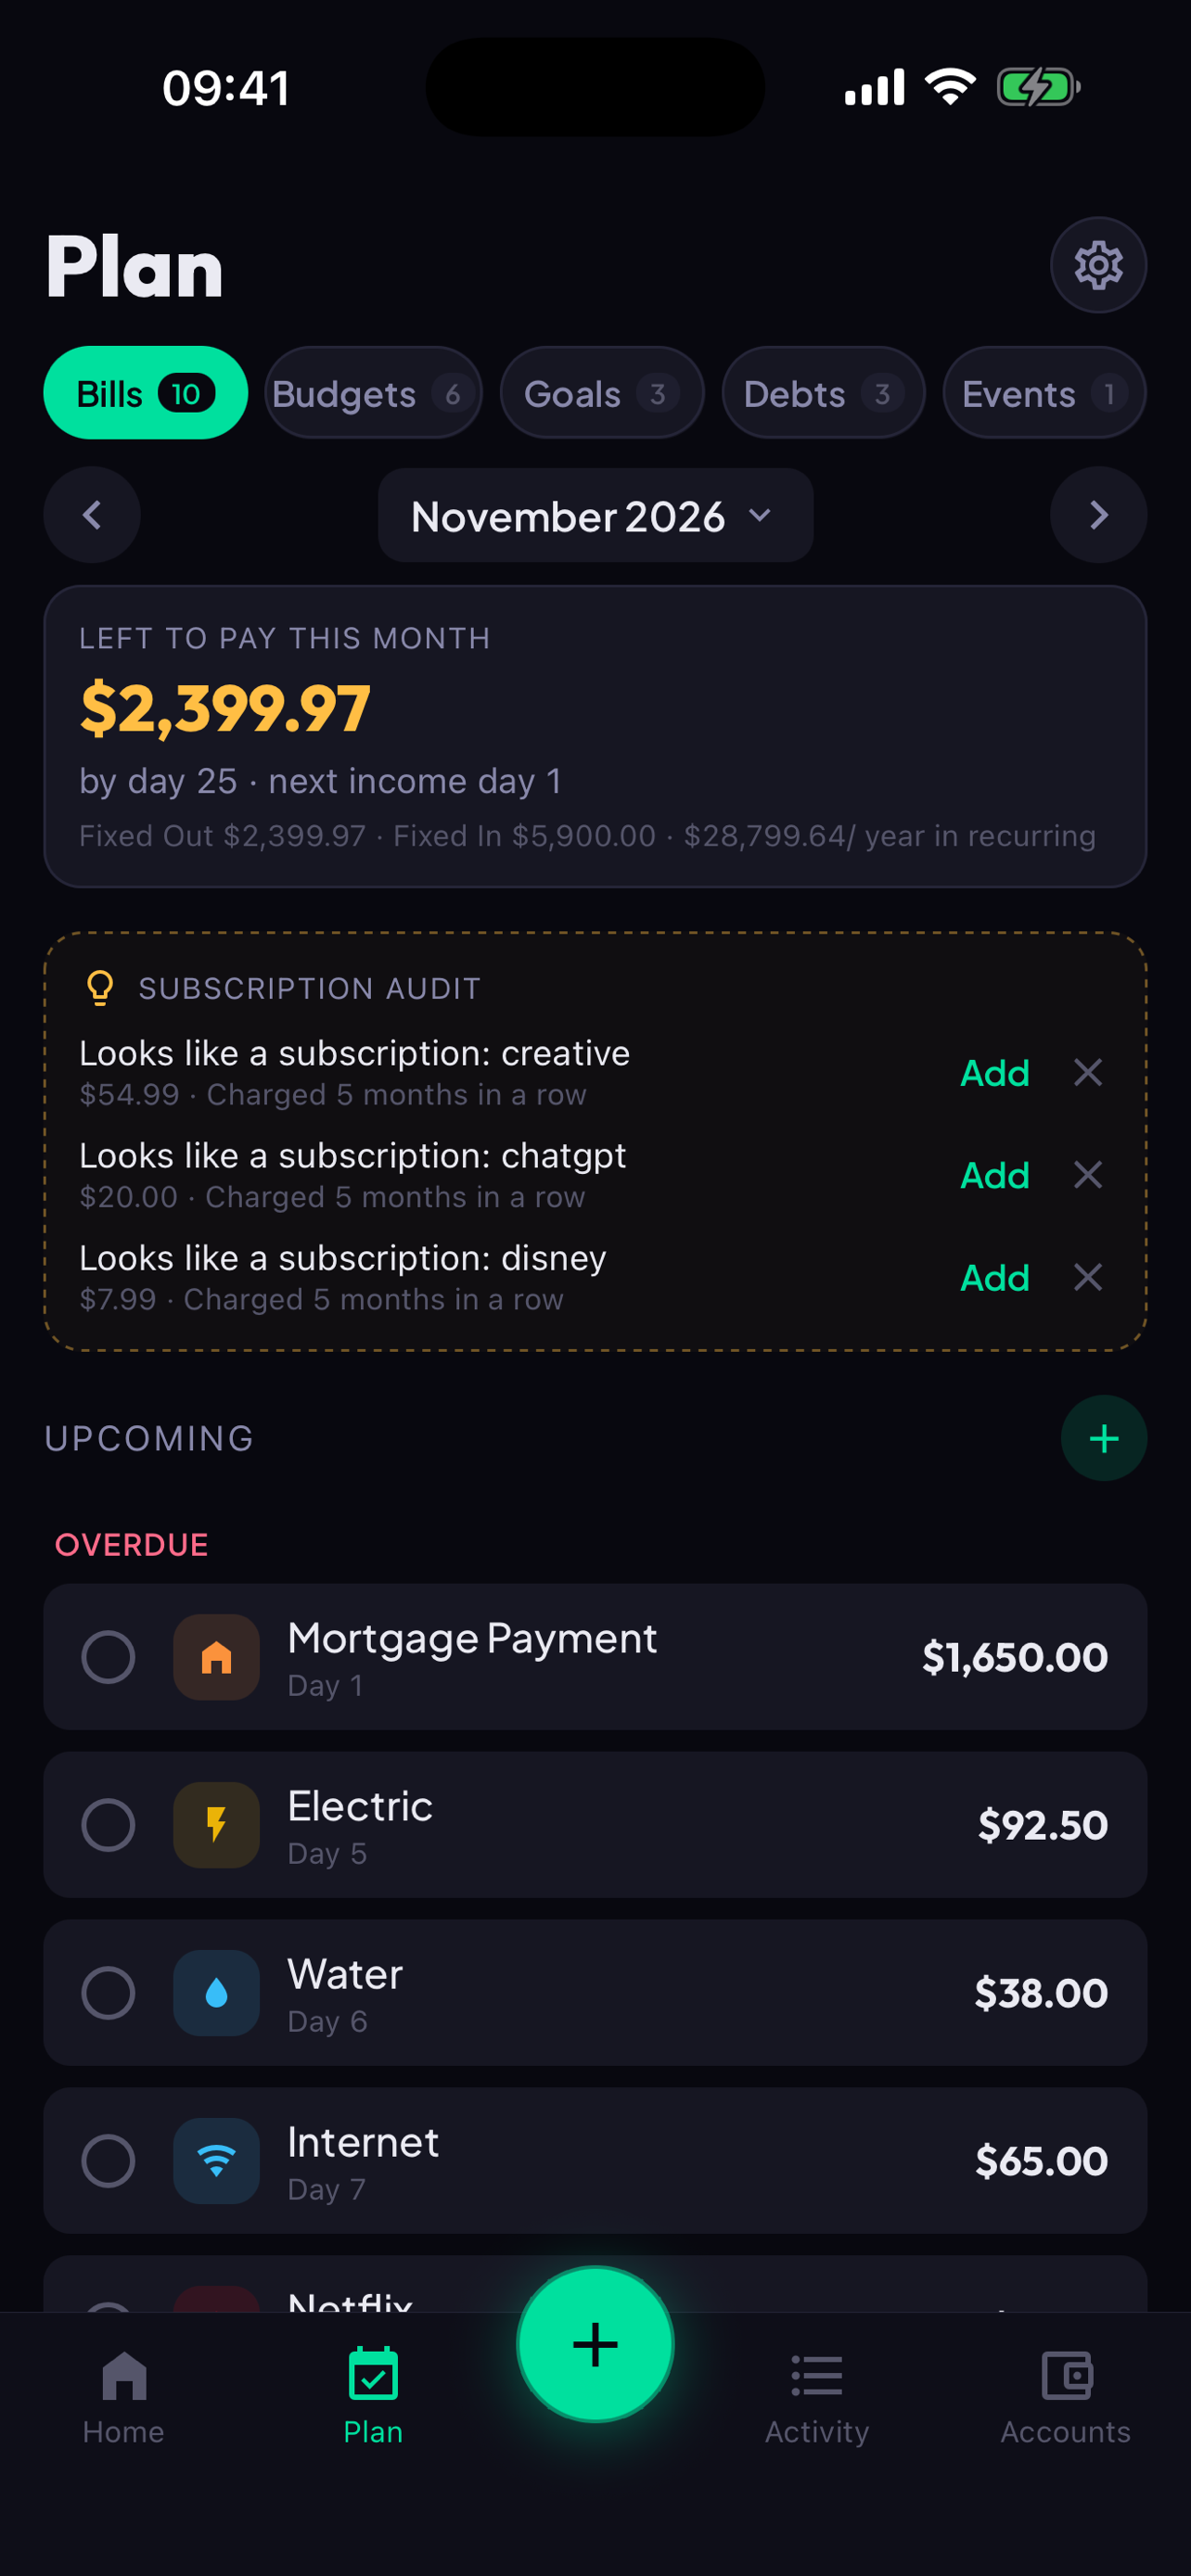 09:41
Plan
Bills 10
Budgets 6
Goals 3
Debts 3
Events 1
November 2026
LEFT TO PAY THIS MONTH
$2,399.97
by day 25 · next income day 1
Fixed Out $2,399.97 · Fixed In $5,900.00 · $28,799.64/ year in recurring
SUBSCRIPTION AUDIT
Looks like a subscription: creative
$54.99 · Charged 5 months in a row
Add
Looks like a subscription: chatgpt
$20.00 · Charged 5 months in a row
Add
Looks like a subscription: disney
$7.99 · Charged 5 months in a row
Add
UPCOMING
OVERDUE
Mortgage Payment
Day 1
$1,650.00
Electric
Day 5
$92.50
Water
Day 6
$38.00
Internet
Day 7
$65.00
Netflix
Home
Plan
Activity
Accounts